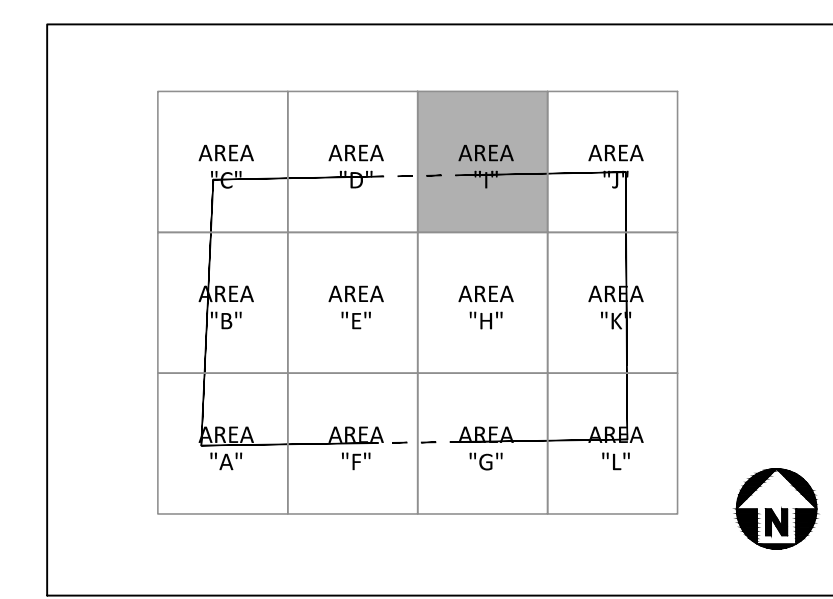 AREA
"C"
AREA
"D"
AREA
"I"
AREA
"J"
AREA
"B"
AREA
"E"
AREA
"H"
AREA
"K"
AREA
"A"
AREA
"F"
AREA
"G"
AREA
"L"
N